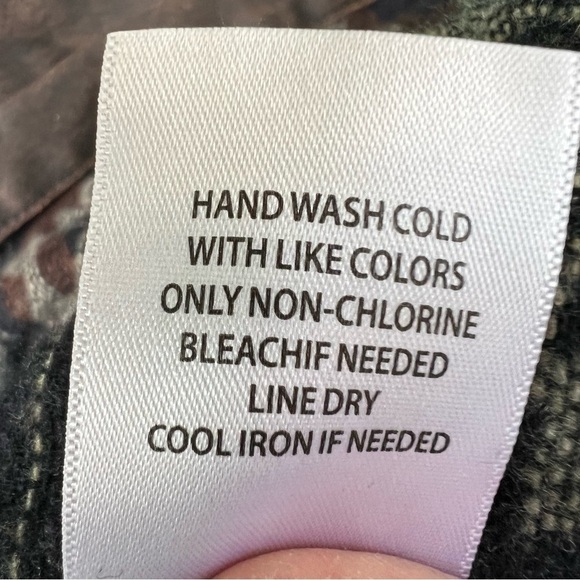 HAND WASH COLD
WITH LIKE COLORS
ONLY NON-CHLORINE
BLEACHIF NEEDED
LINE DRY
COOL IRON IF NEEDED